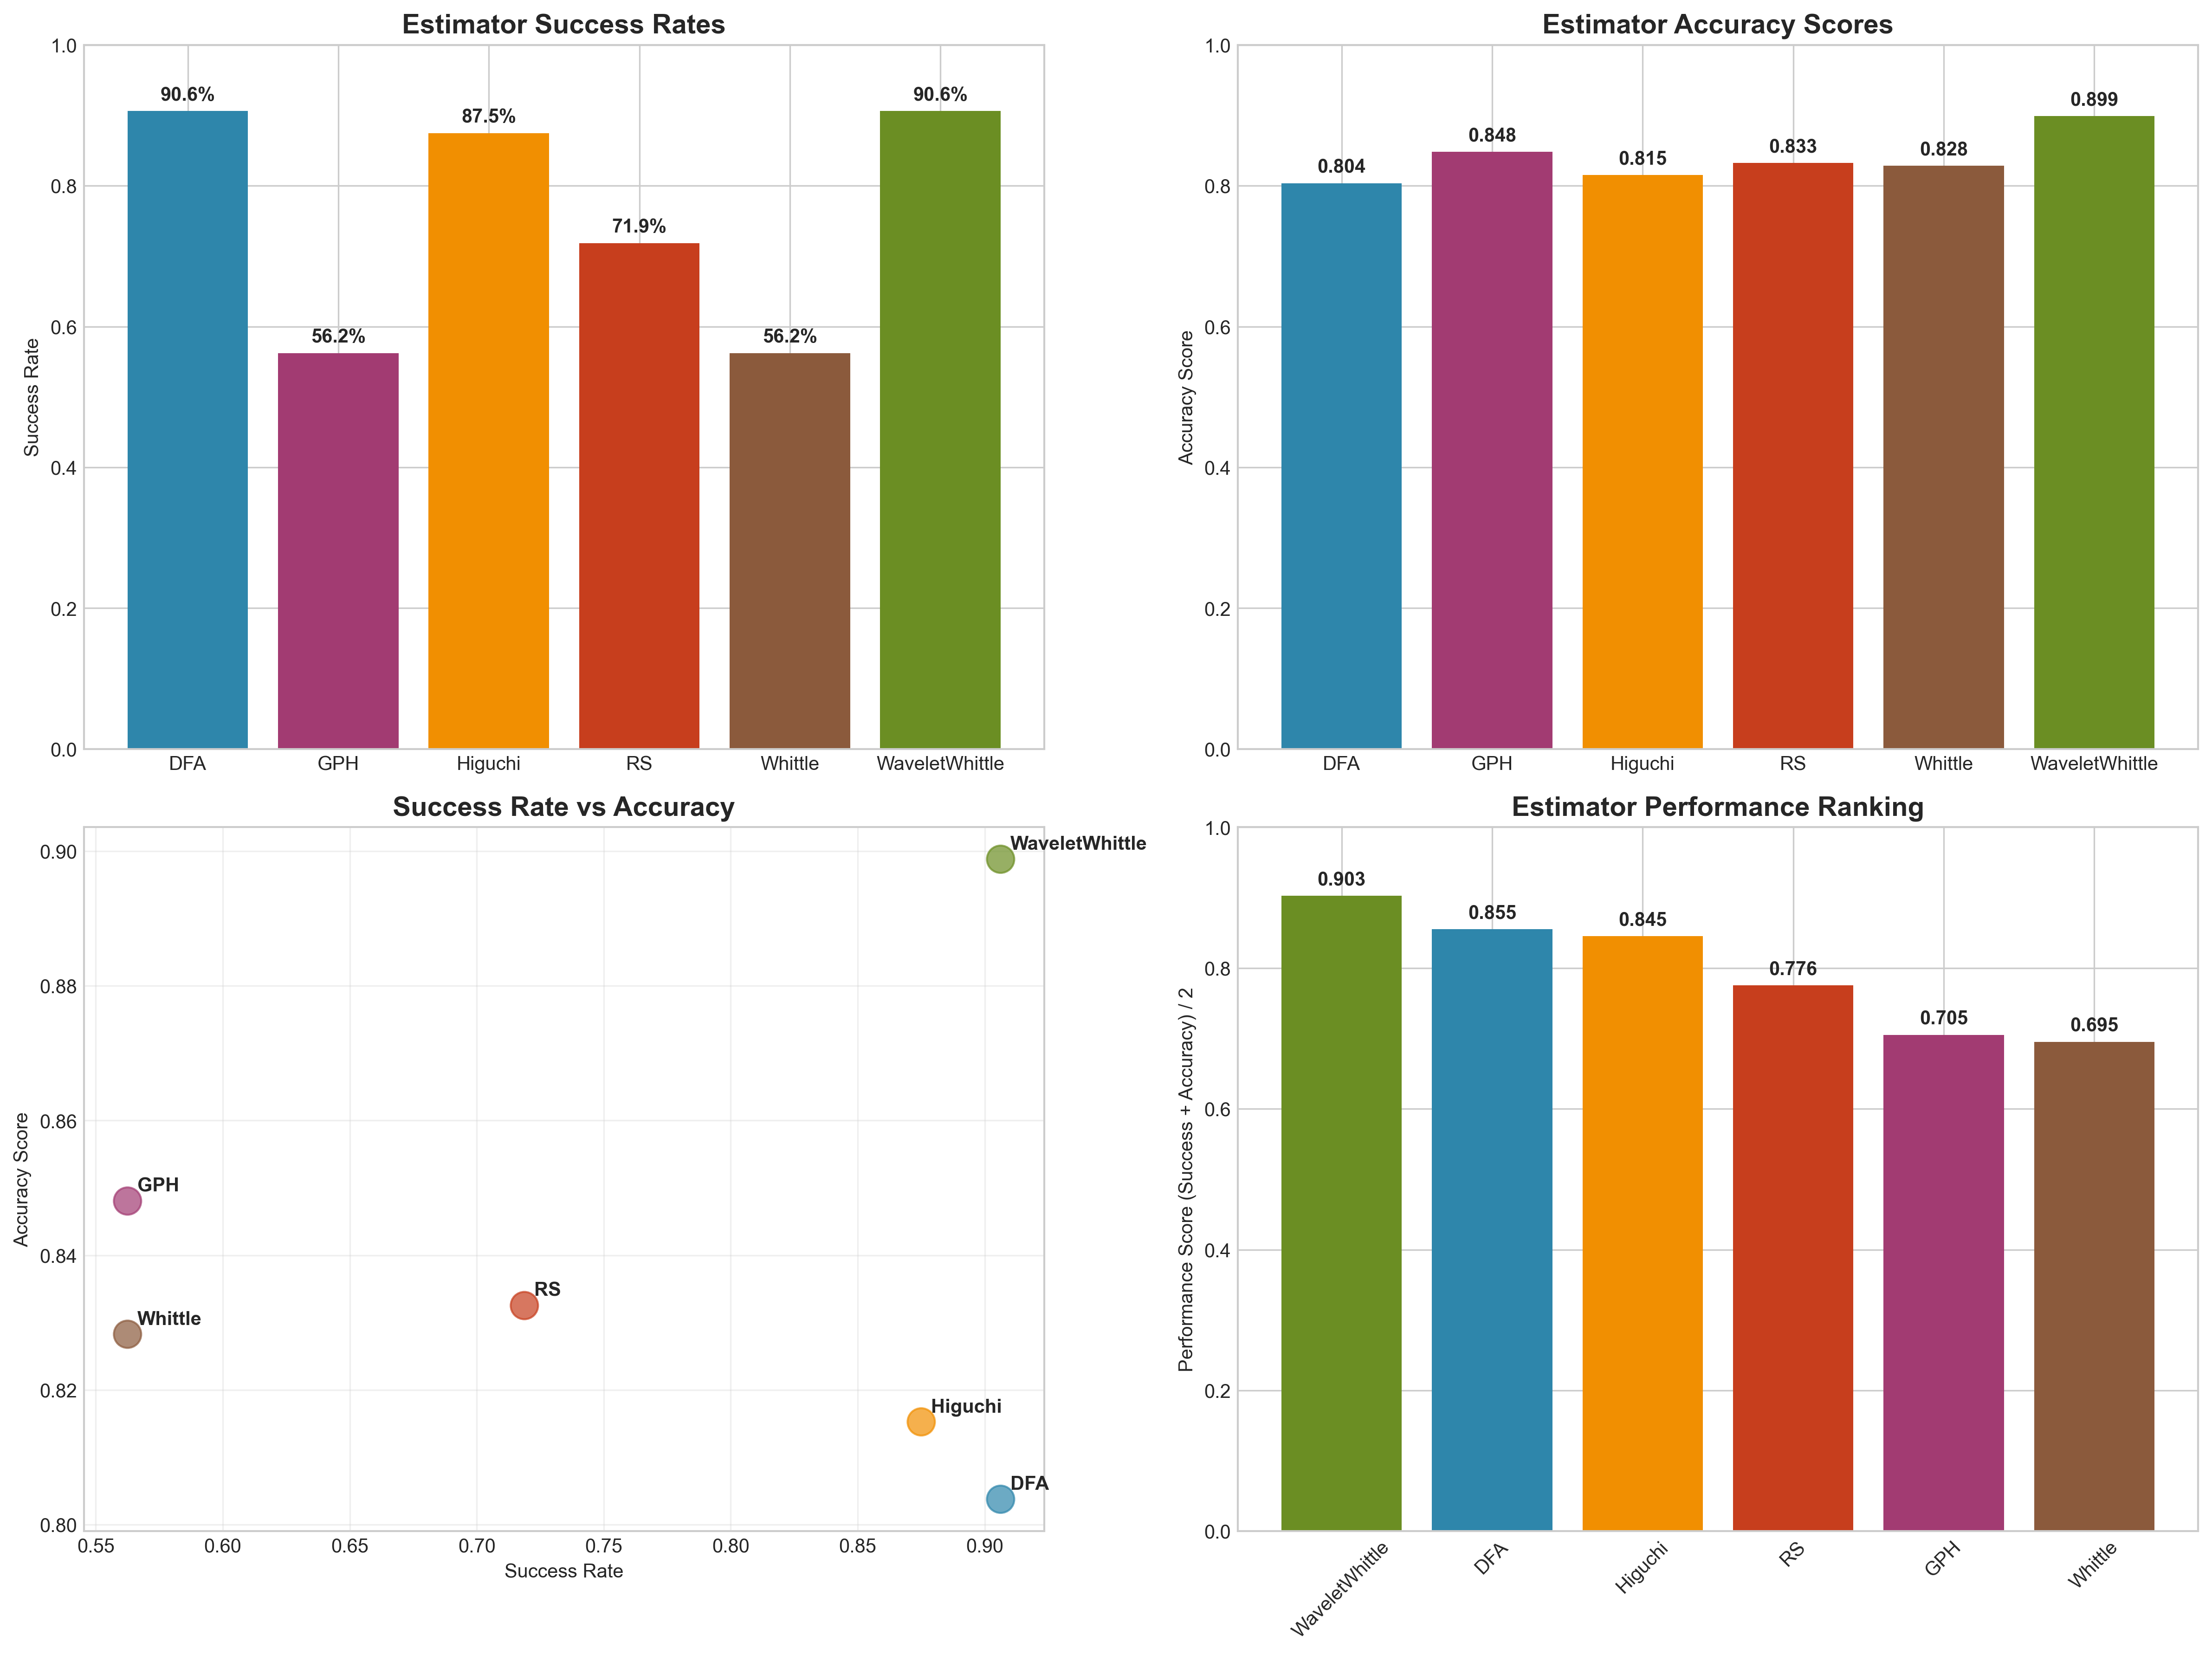 Estimator Success Rates
1.0
0.8
0.6
0.4
0.2
0.0
Success Rate
90.6%
56.2%
87.5%
71.9%
56.2%
90.6%
DFA
GPH
Higuchi
RS
Whittle
WaveletWhittle
Estimator Accuracy Scores
1.0
0.8
0.6
0.4
0.2
0.0
Accuracy Score
0.804
0.848
0.815
0.833
0.828
0.899
DFA
GPH
Higuchi
RS
Whittle
WaveletWhittle
Success Rate vs Accuracy
0.90
0.88
0.86
0.84
0.82
0.80
Accuracy Score
WaveletWhittle
GPH
RS
Whittle
Higuchi
DFA
0.55
0.60
0.65
0.70
0.75
0.80
0.85
0.90
Success Rate
Estimator Performance Ranking
1.0
0.8
0.6
0.4
0.2
0.0
Performance Score (Success + Accuracy) / 2
0.903
0.855
0.845
0.776
0.705
0.695
WaveletWhittle
DFA
Higuchi
RS
GPH
Whittle